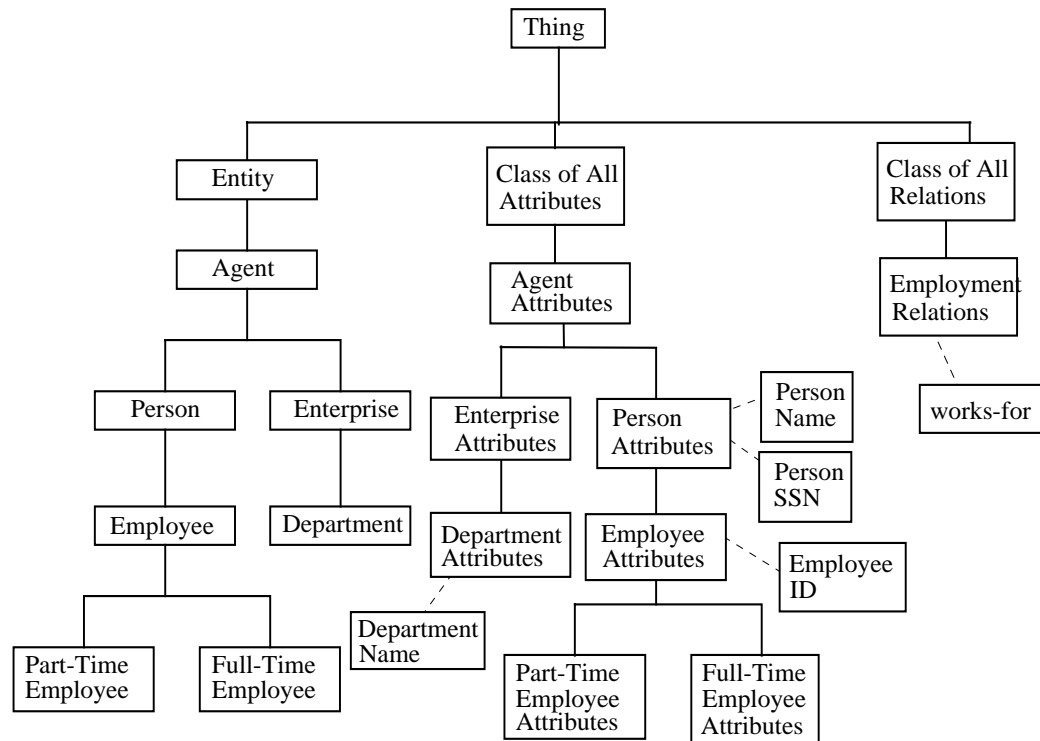 Thing
Entity
Class of All
Attributes
Class of All
Relations
Agent
Agent
Attributes
Employment
Relations
Person
Enterprise
Enterprise
Attributes
Person
Attributes
Person
Name
works-for
Person
SSN
Employee
Department
Department
Attributes
Employee
Attributes
Employee
ID
Department
Name
Part-Time
Employee
Full-Time
Employee
Part-Time
Employee
Attributes
Full-Time
Employee
Attributes